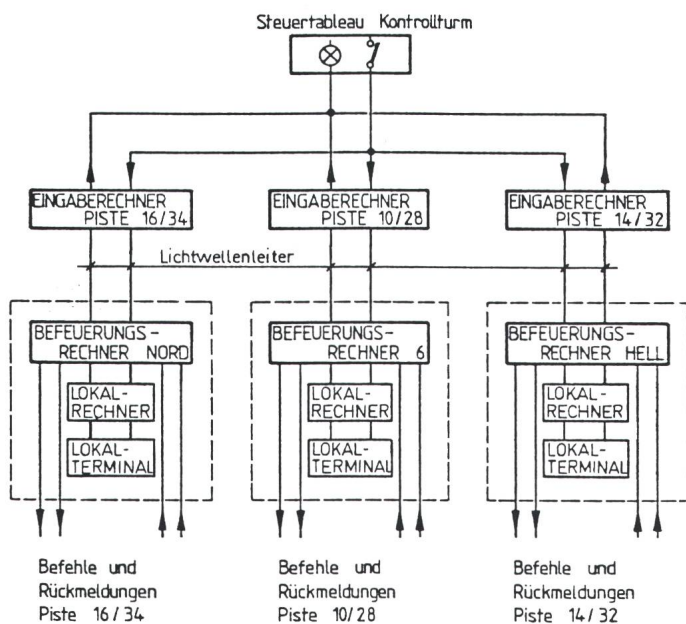 Steuertableau Kontrollturm
EINGABERECHNER
PISTE 16/34
EINGABERECHNER
PISTE 10/28
EINGABERECHNER
PISTE 14/32
Lichtwellenleiter
BEFEUERUNGS-
RECHNER NORD
LOKAL-
RECHNER
LOKAL-
TERMINAL
BEFEUERUNGS-
RECHNER 6
LOKAL-
RECHNER
LOKAL-
TERMINAL
BEFEUERUNGS-
RECHNER HELL
LOKAL-
RECHNER
LOKAL-
TERMINAL
Befehle und
Rückmeldungen
Piste 16/34
Befehle und
Rückmeldungen
Piste 10/28
Befehle und
Rückmeldungen
Piste 14/32